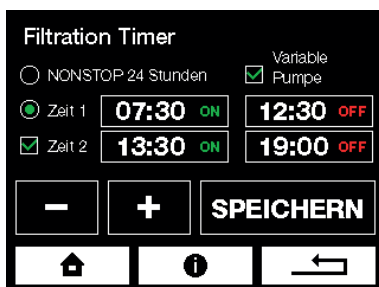 Filtration Timer
NONSTOP 24 Stunden
Variable
Pumpe
Zeit 1 07:30 ON 12:30 OFF
Zeit 2 13:30 ON 19:00 OFF
- + SPEICHERN